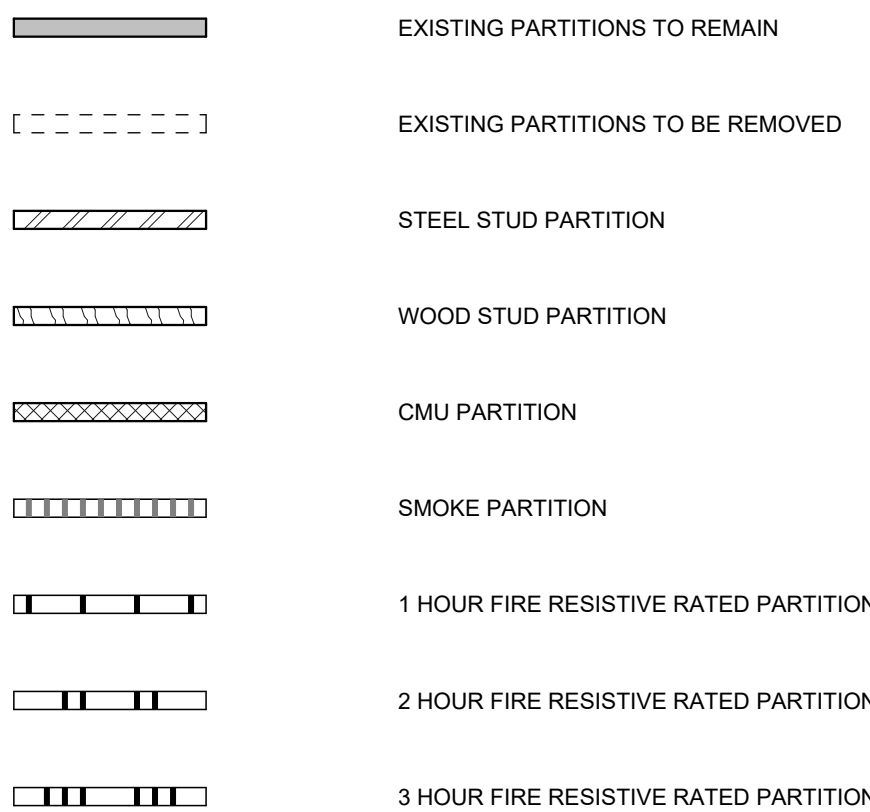 EXISTING PARTITIONS TO REMAIN
EXISTING PARTITIONS TO BE REMOVED
STEEL STUD PARTITION
WOOD STUD PARTITION
CMU PARTITION
SMOKE PARTITION
1 HOUR FIRE RESISTIVE RATED PARTITION
2 HOUR FIRE RESISTIVE RATED PARTITION
3 HOUR FIRE RESISTIVE RATED PARTITION